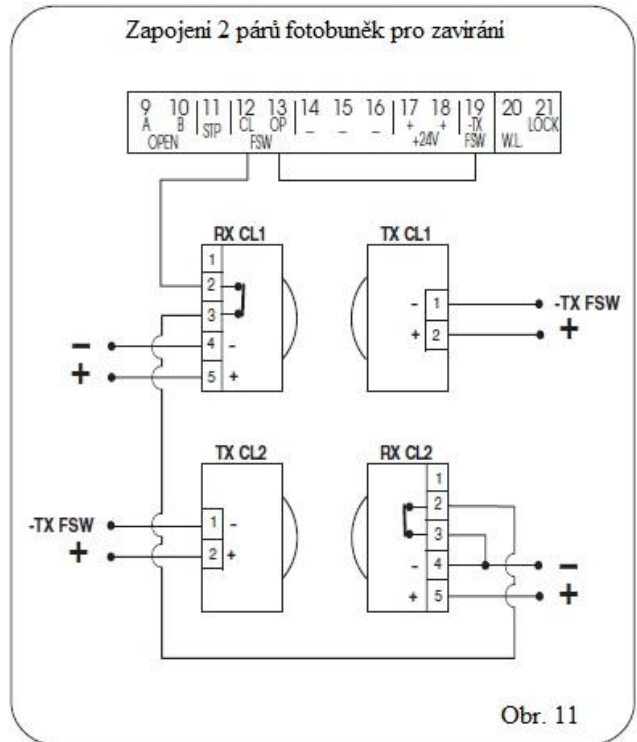 Zapojení 2 párů fotobuněk pro zavírání
9 10 11 12 13 14 15 16 17 18 19 20 21
A B STP CL OP – – – + + -TX W.L. LOCK
OPEN FSW +24V FSW
RX CL1 TX CL1
1
2
3
4 -
5 +
–
+
- 1
+ 2
-TX FSW
+
TX CL2 RX CL2
-TX FSW
+
1 -
2 +
1
2
3
- 4
+ 5
–
+
Obr. 11